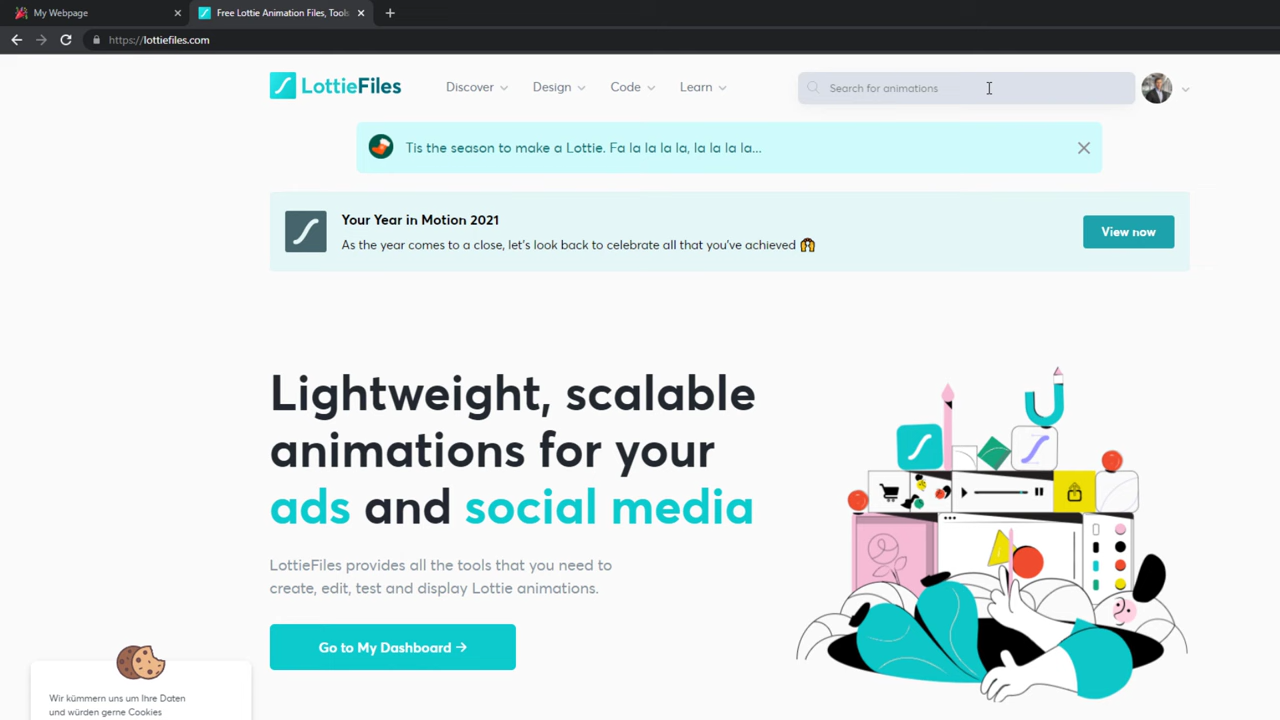 My Webpage
Free Lottie Animation Files, Tools
https://lottiefiles.com
LottieFiles
Discover
Design
Code
Learn
Search for animations
Tis the season to make a Lottie. Fa la la la la, la la la la...
Your Year in Motion 2021
As the year comes to a close, let's look back to celebrate all that you've achieved
View now
Lightweight, scalable
animations for your
ads and social media
LottieFiles provides all the tools that you need to
create, edit, test and display Lottie animations.
Go to My Dashboard →
Wir kümmern uns um Ihre Daten
und würden gerne Cookies